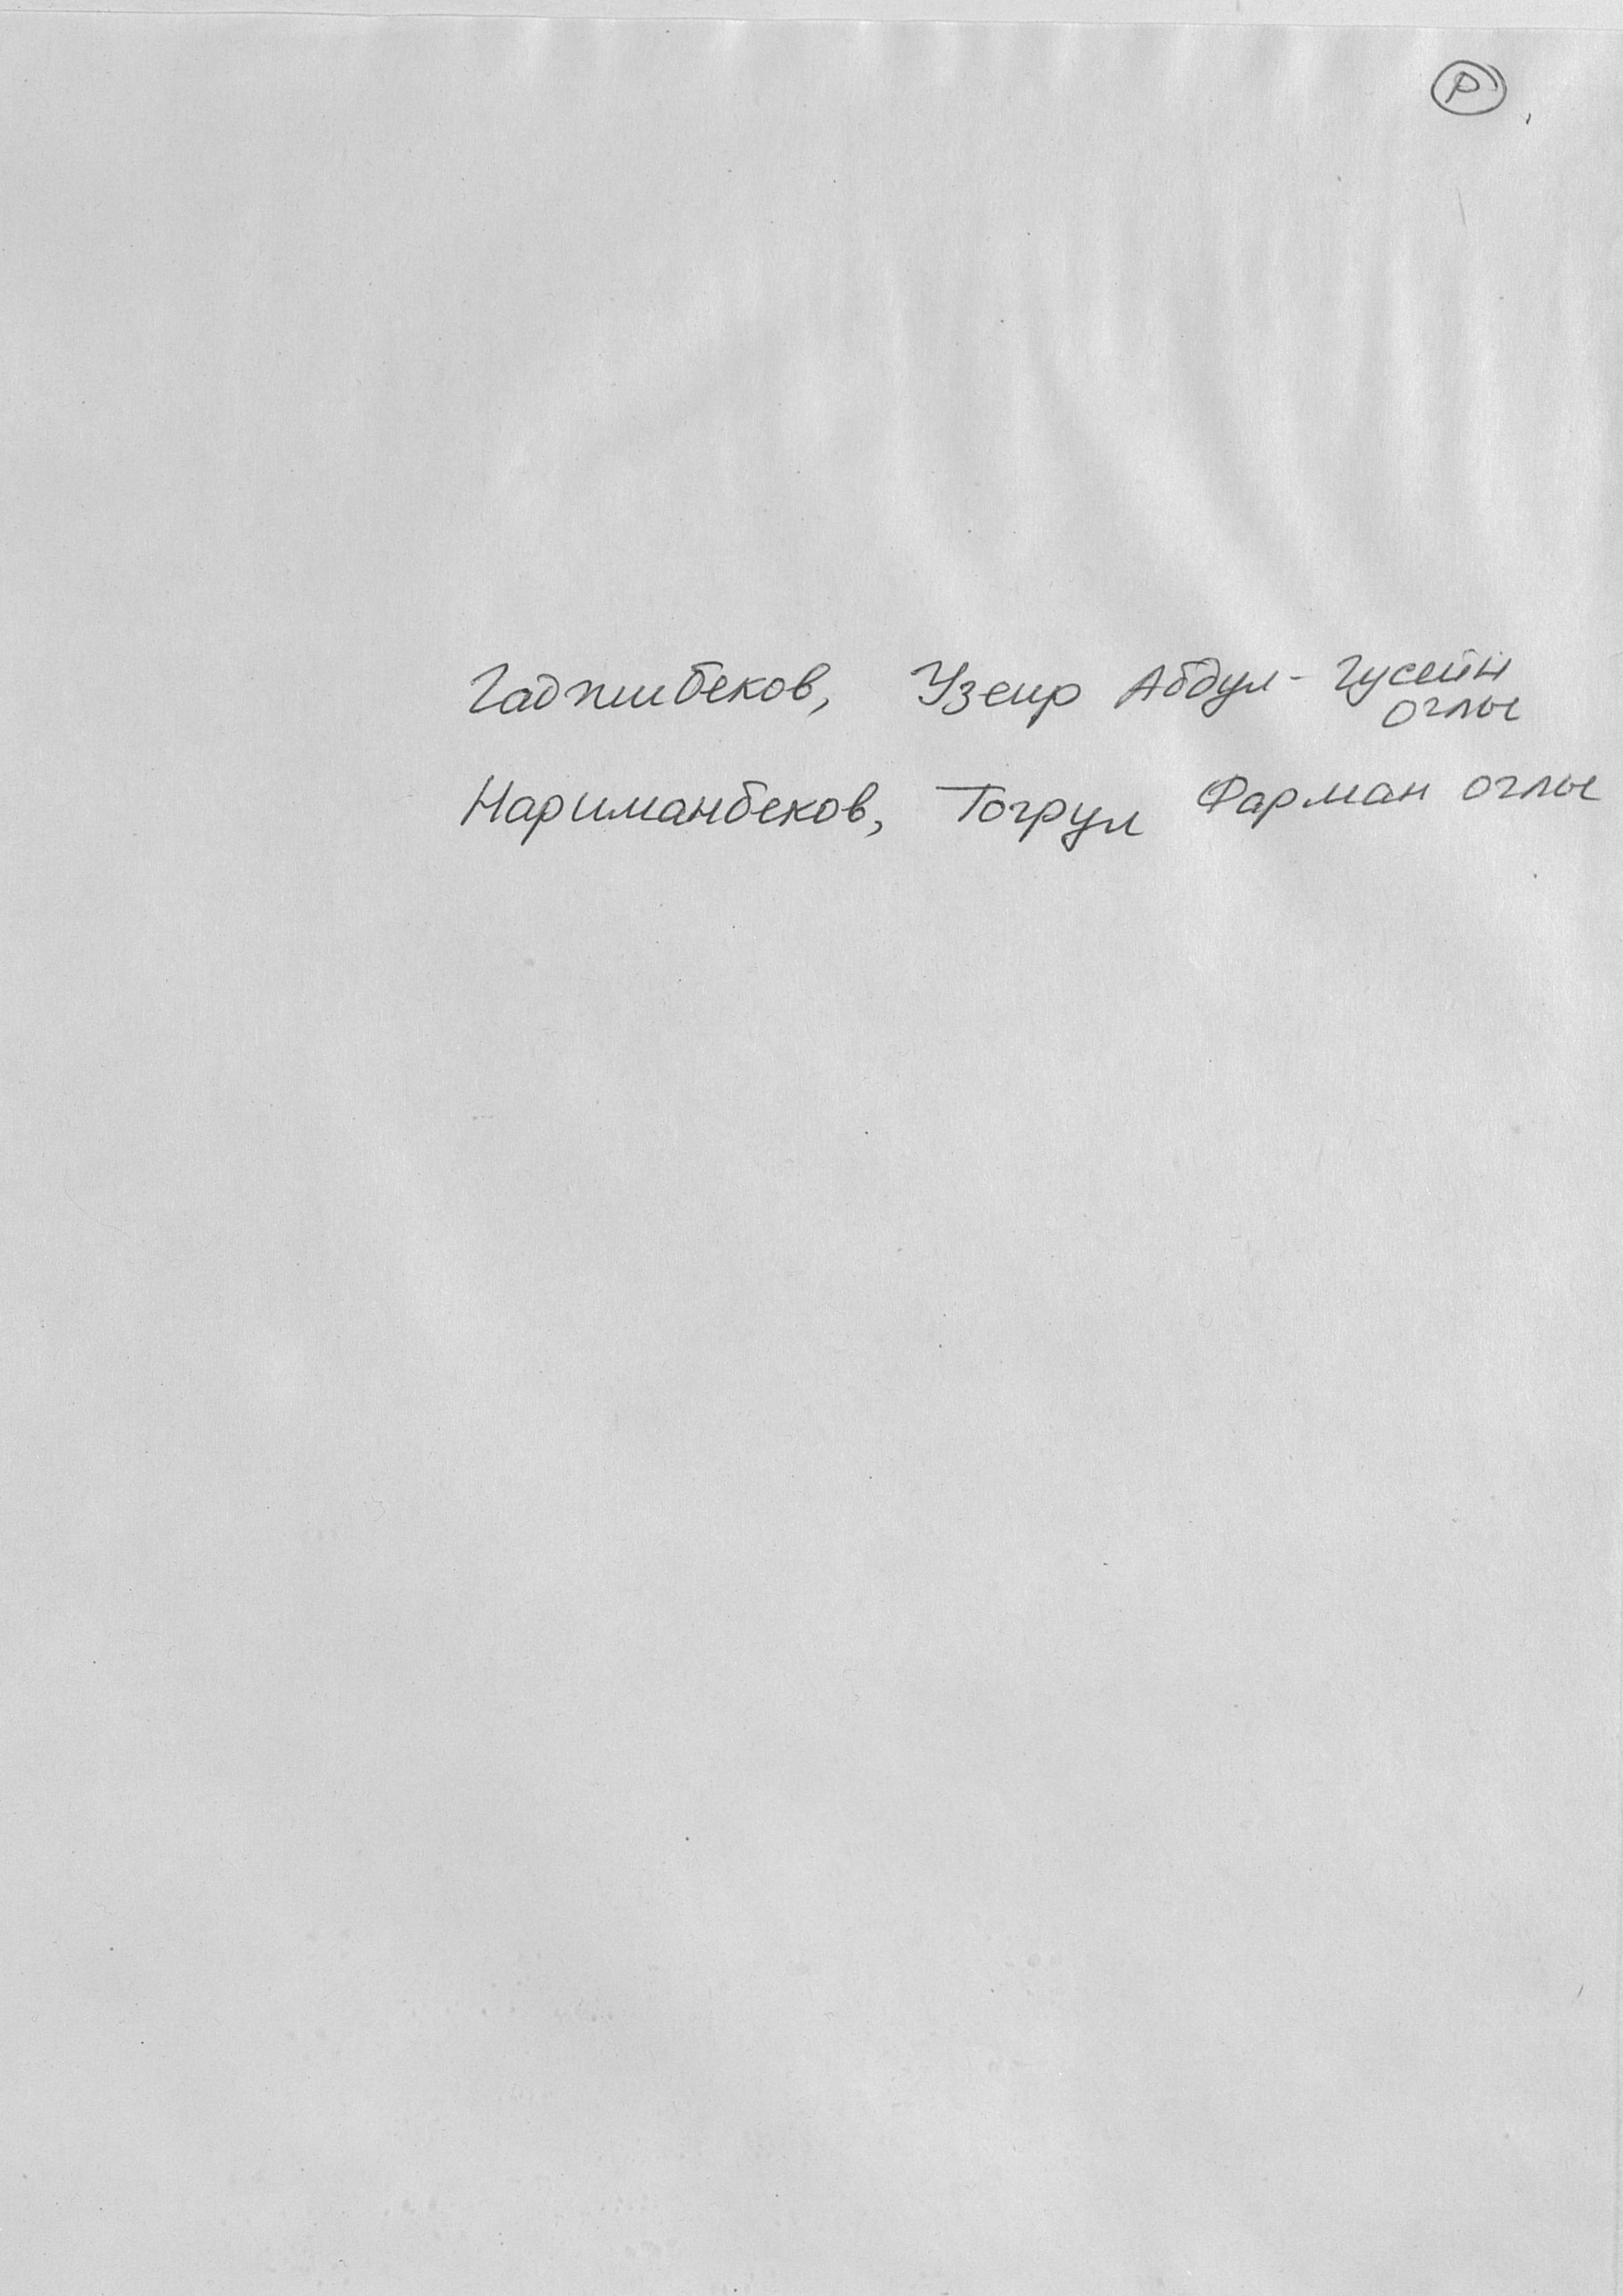 Р
Гаджибеков, Узеир Абдул-Гусейн
оглы
Нариманбеков, Тогрул Фарман оглы